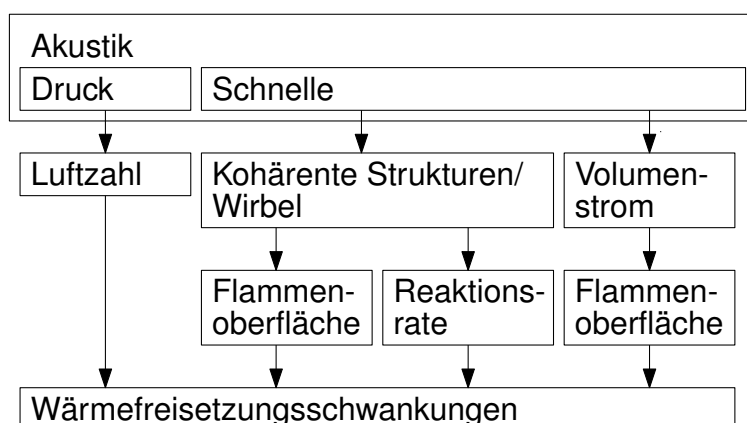 Akustik
Druck
Schnelle
Luftzahl
Kohärente Strukturen/
Wirbel
Volumen-
strom
Flammen-
oberfläche
Reaktions-
rate
Flammen-
oberfläche
Wärmefreisetzungsschwankungen